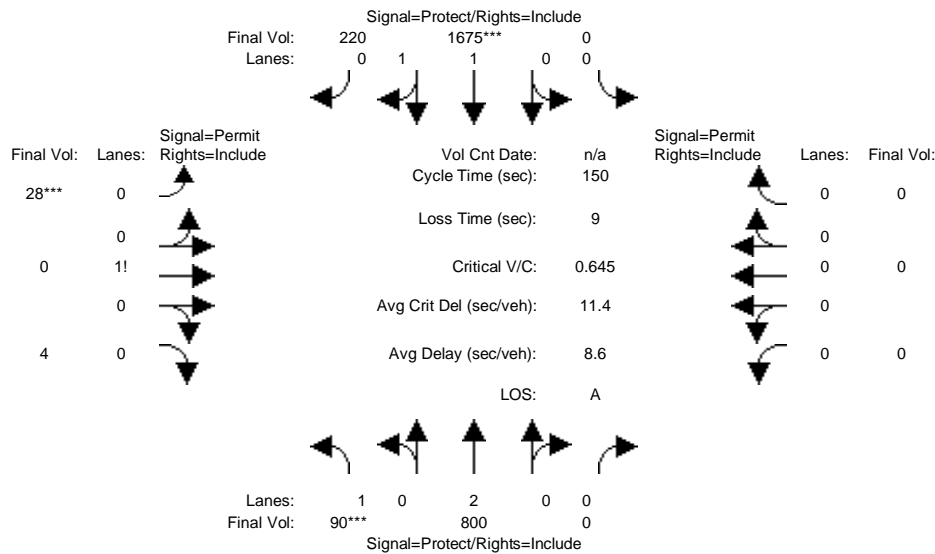 Signal=Protect/Rights=Include
Final Vol: 220 1675*** 0
Lanes: 0 1 1 0 0
Signal=Permit
Final Vol: Lanes: Rights=Include
28*** 0
0
0 1!
0
4 0
Vol Cnt Date: n/a
Cycle Time (sec): 150
Loss Time (sec): 9
Critical V/C: 0.645
Avg Crit Del (sec/veh): 11.4
Avg Delay (sec/veh): 8.6
LOS: A
Signal=Permit
Rights=Include Lanes: Final Vol:
0 0
0
0 0
0
0 0
Lanes: 1 0 2 0 0
Final Vol: 90*** 800 0
Signal=Protect/Rights=Include